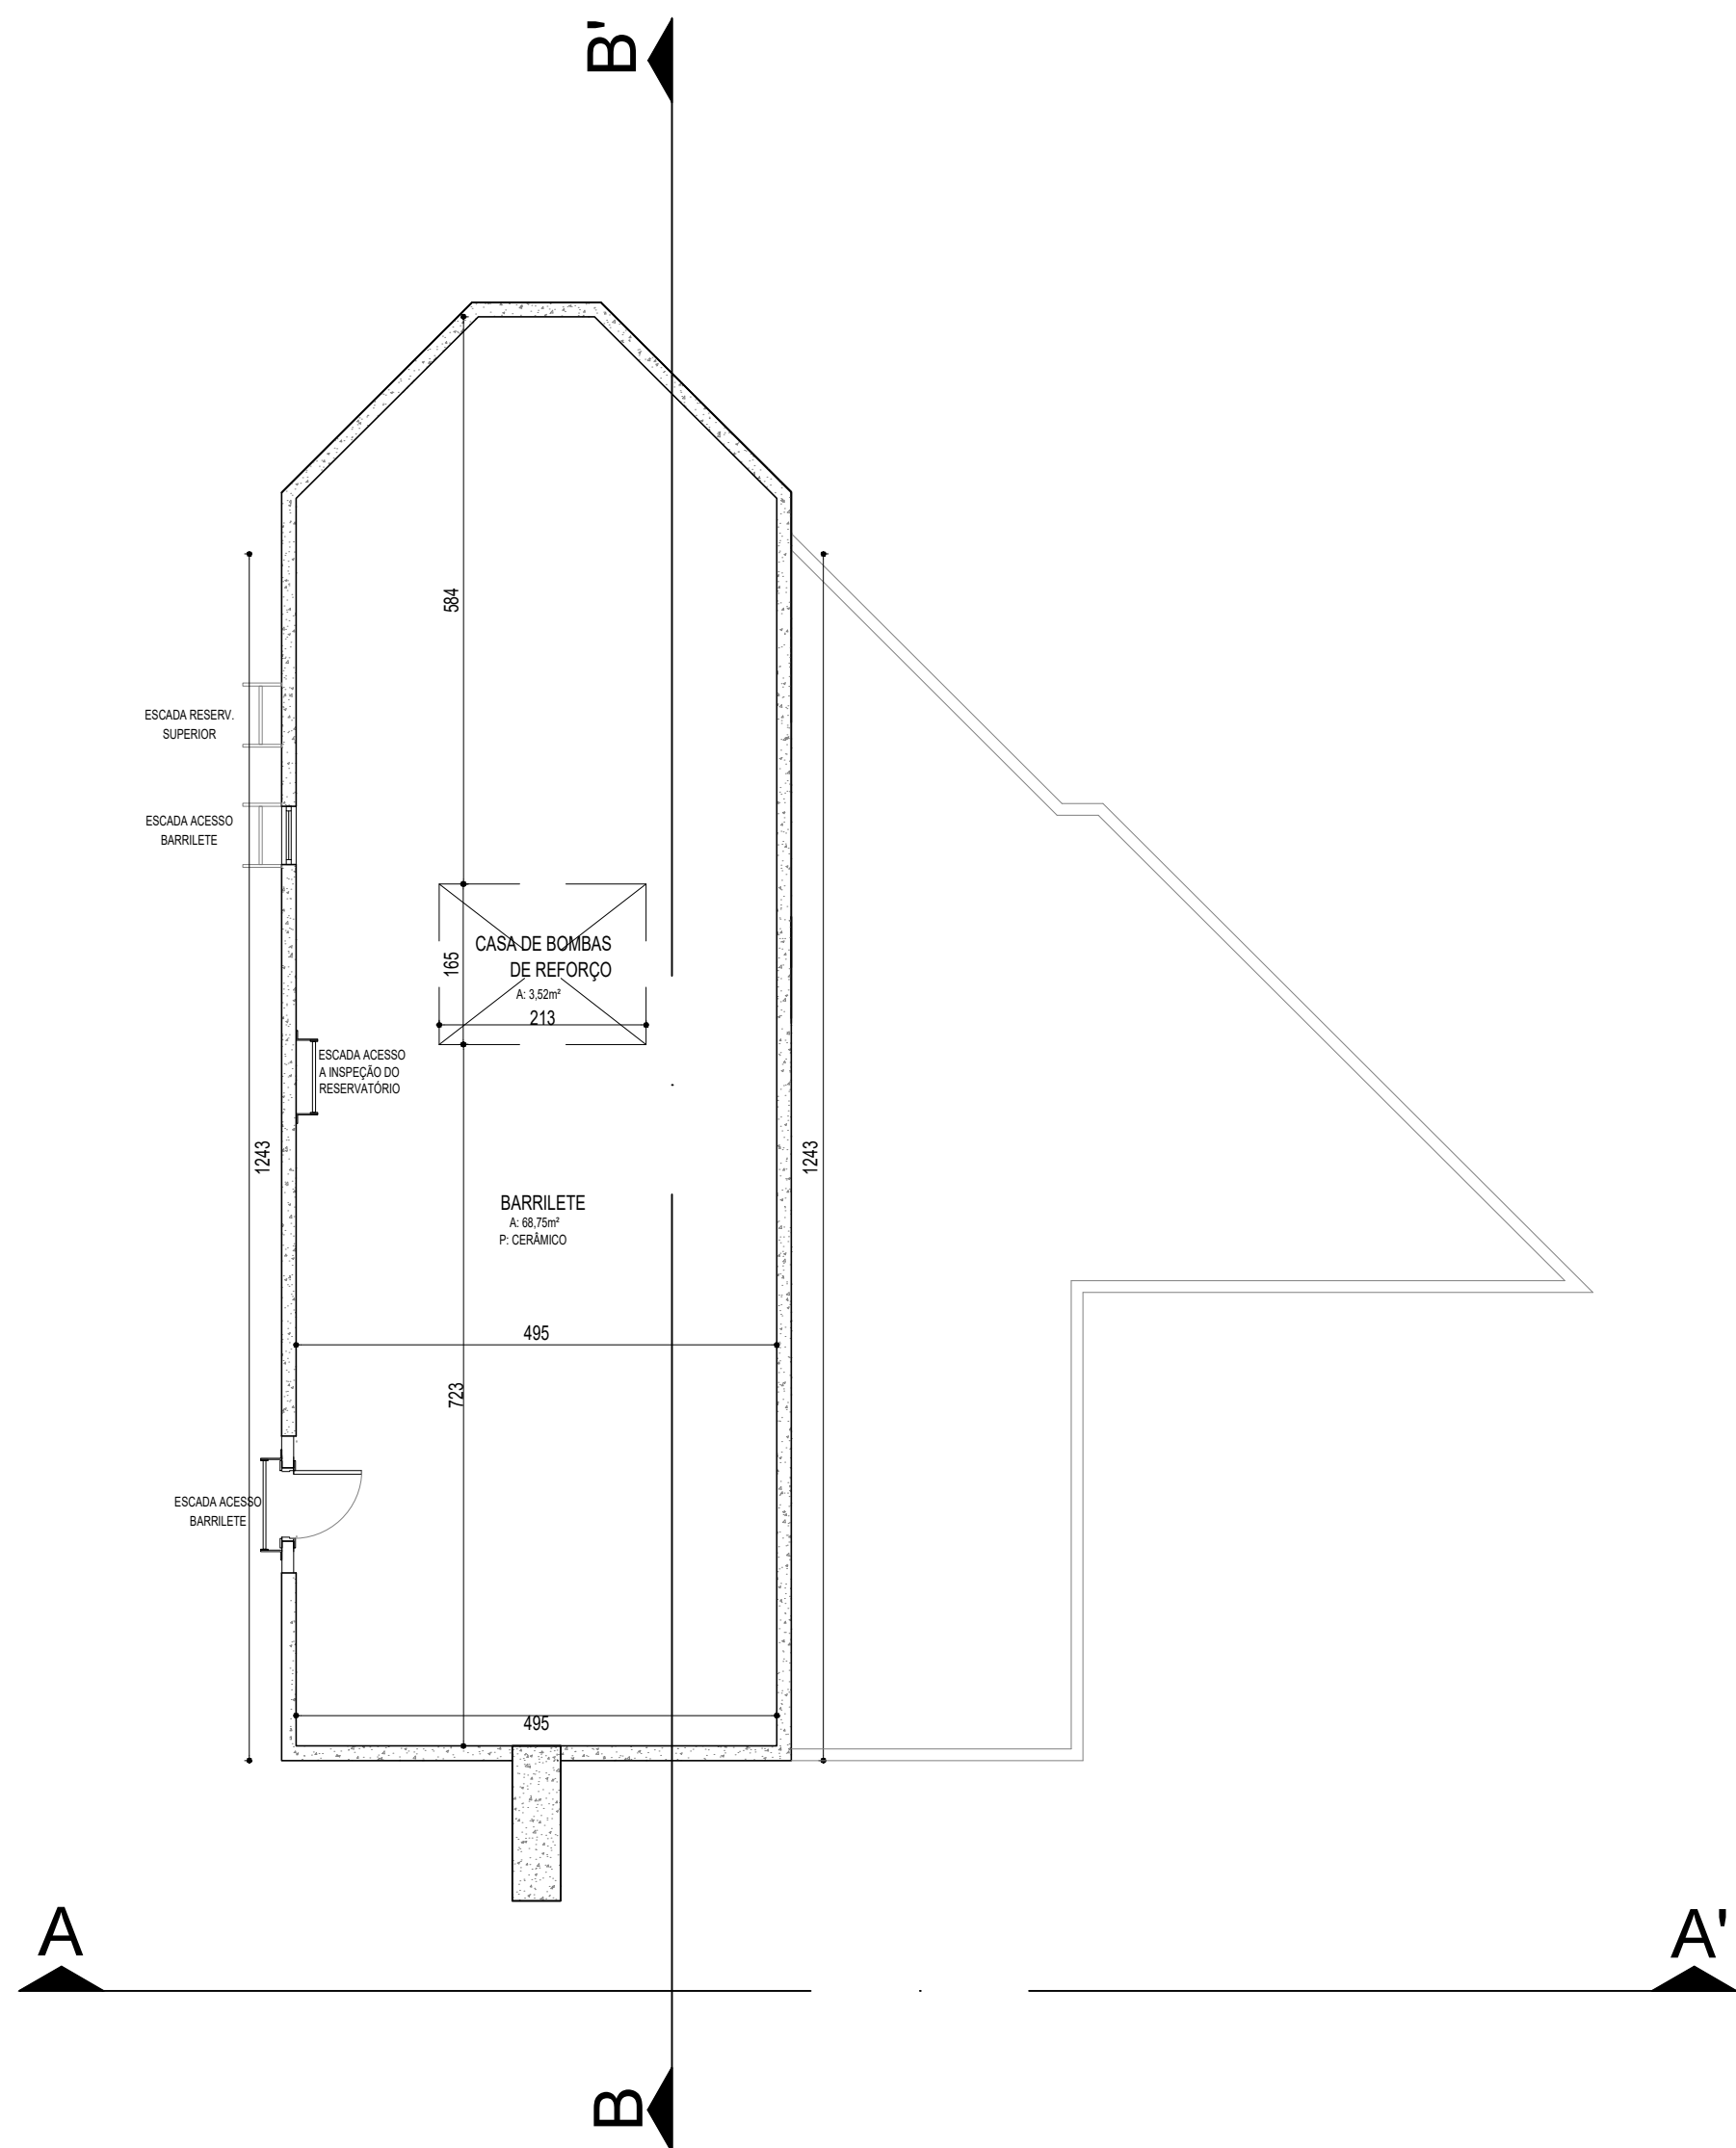 B'
584
ESCADA RESERV.
SUPERIOR
ESCADA ACESSO
BARRILETE
CASA DE BOMBAS
DE REFORÇO
A: 3,52m²
165
213
ESCADA ACESSO
A INSPEÇÃO DO
RESERVATÓRIO
1243
1243
BARRILETE
A: 68,75m²
P: CERÂMICO
495
723
ESCADA ACESSO
BARRILETE
495
A
A'
B